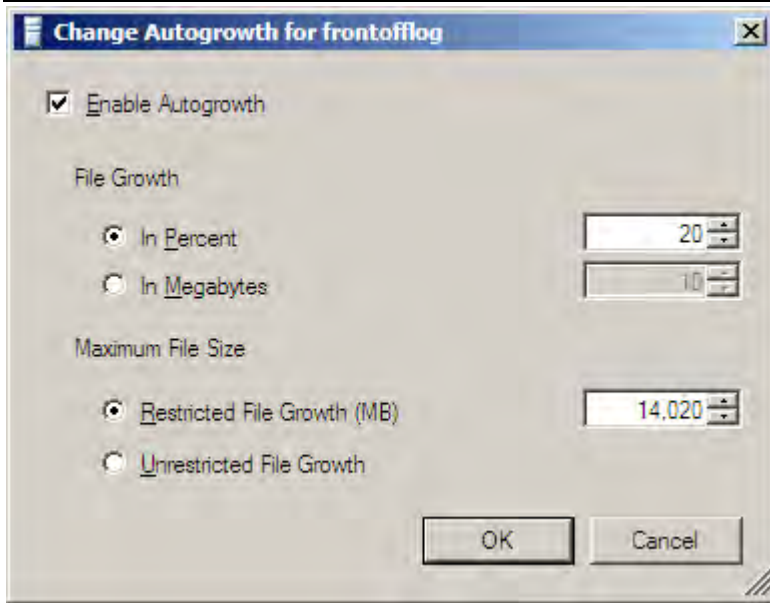 Change Autogrowth for frontofflog
Enable Autogrowth
File Growth
In Percent 20
In Megabytes 10
Maximum File Size
Restricted File Growth (MB) 14,020
Unrestricted File Growth
OK Cancel